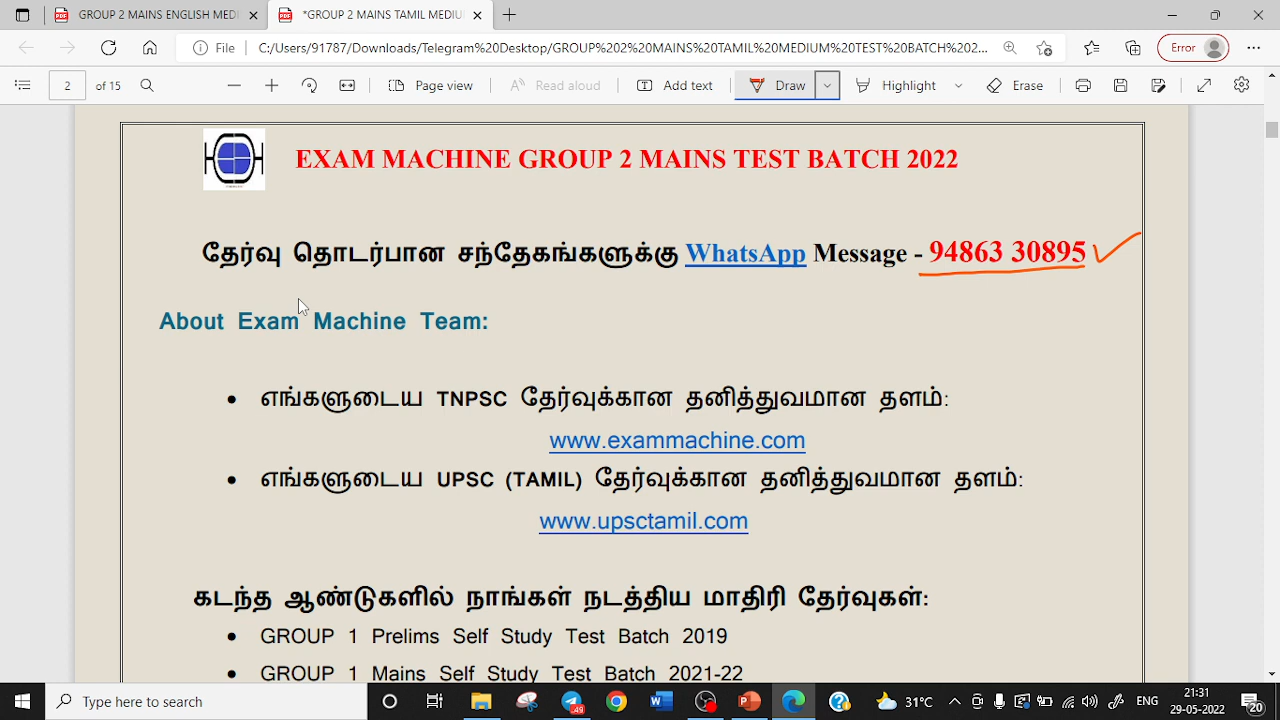 GROUP 2 MAINS ENGLISH MEDI
*GROUP 2 MAINS TAMIL MEDIU
File C:/Users/91787/Downloads/Telegram%20Desktop/GROUP%202%20MAINS%20TAMIL%20MEDIUM%20TEST%20BATCH%202... Error
2 of 15 Page view Read aloud Add text Draw Highlight Erase
EXAM MACHINE GROUP 2 MAINS TEST BATCH 2022
தேர்வு தொடர்பான சந்தேகங்களுக்கு WhatsApp Message - 94863 30895
About Exam Machine Team:
• எங்களுடைய TNPSC தேர்வுக்கான தனித்துவமான தளம்:
www.exammachine.com
• எங்களுடைய UPSC (TAMIL) தேர்வுக்கான தனித்துவமான தளம்:
www.upsctamil.com
கடந்த ஆண்டுகளில் நாங்கள் நடத்திய மாதிரி தேர்வுகள்:
• GROUP 1 Prelims Self Study Test Batch 2019
• GROUP 1 Mains Self Study Test Batch 2021-22
Type here to search 31°C ENG 21:31
29-05-2022 20